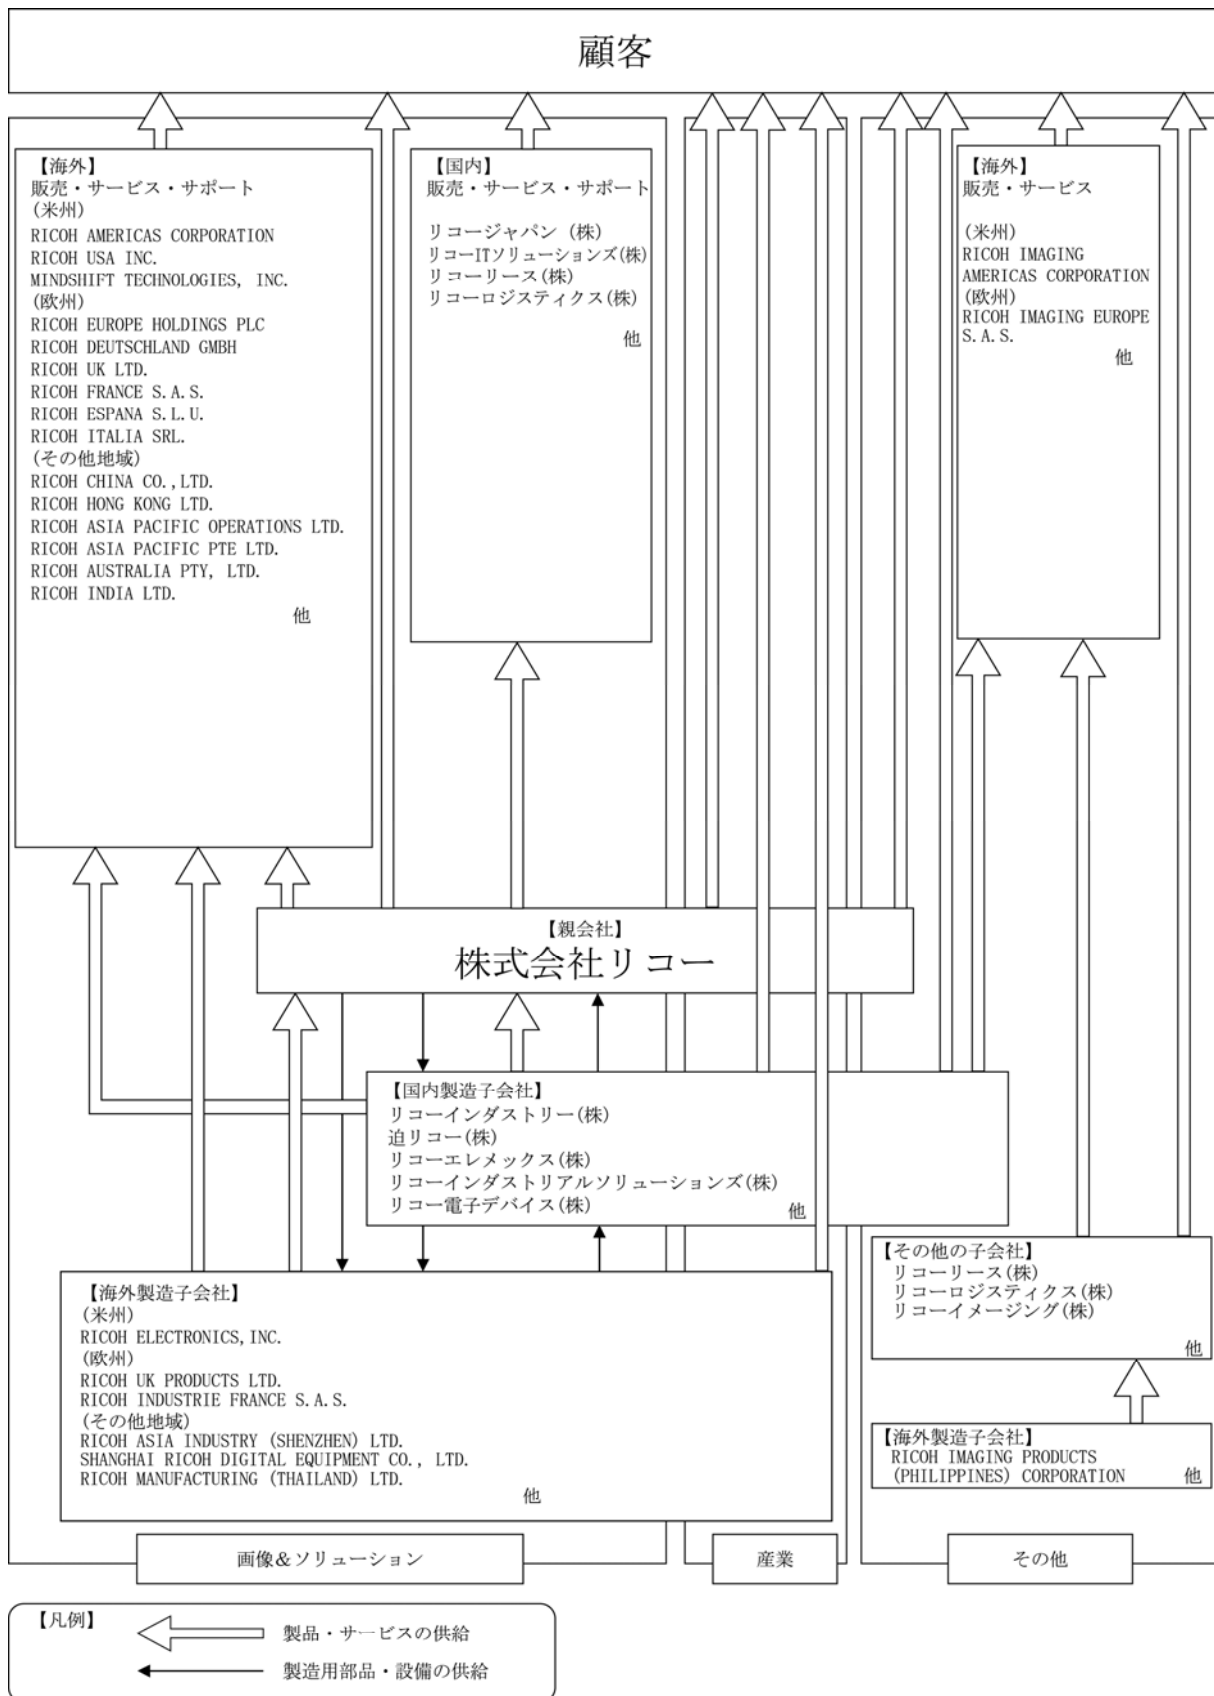 顧客
【海外】
販売・サービス・サポート
(米州)
RICOH AMERICAS CORPORATION
RICOH USA INC.
MINDSHIFT TECHNOLOGIES, INC.
(欧州)
RICOH EUROPE HOLDINGS PLC
RICOH DEUTSCHLAND GMBH
RICOH UK LTD.
RICOH FRANCE S.A.S.
RICOH ESPANA S.L.U.
RICOH ITALIA SRL.
(その他地域)
RICOH CHINA CO.,LTD.
RICOH HONG KONG LTD.
RICOH ASIA PACIFIC OPERATIONS LTD.
RICOH ASIA PACIFIC PTE LTD.
RICOH AUSTRALIA PTY, LTD.
RICOH INDIA LTD.
他
【国内】
販売・サービス・サポート
リコージャパン (株)
リコーITソリューションズ(株)
リコーリース(株)
リコーロジスティクス(株)
他
【海外】
販売・サービス
(米州)
RICOH IMAGING
AMERICAS CORPORATION
(欧州)
RICOH IMAGING EUROPE
S.A.S.
他
【親会社】
株式会社リコー
【国内製造子会社】
リコーインダストリー(株)
迫リコー(株)
リコーエレメックス(株)
リコーインダストリアルソリューションズ(株)
リコー電子デバイス(株)
他
【その他の子会社】
リコーリース(株)
リコーロジスティクス(株)
リコーイメージング(株)
他
【海外製造子会社】
(米州)
RICOH ELECTRONICS,INC.
(欧州)
RICOH UK PRODUCTS LTD.
RICOH INDUSTRIE FRANCE S.A.S.
(その他地域)
RICOH ASIA INDUSTRY (SHENZHEN) LTD.
SHANGHAI RICOH DIGITAL EQUIPMENT CO., LTD.
RICOH MANUFACTURING (THAILAND) LTD.
他
【海外製造子会社】
RICOH IMAGING PRODUCTS
(PHILIPPINES) CORPORATION
他
画像&ソリューション
産業
その他
【凡例】
製品・サービスの供給
製造用部品・設備の供給